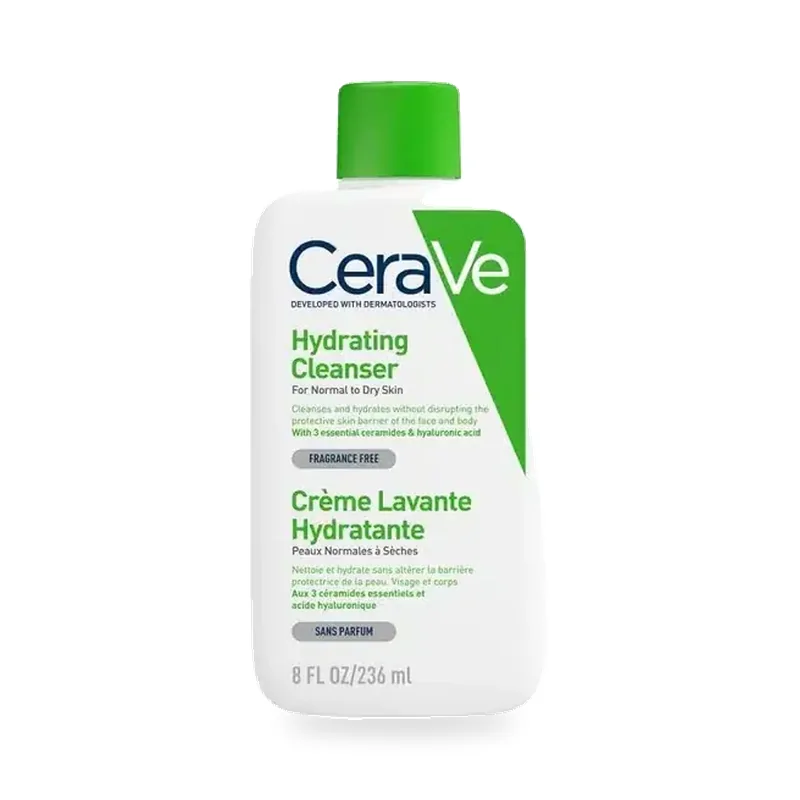 CeraVe
DEVELOPED WITH DERMATOLOGISTS
Hydrating
Cleanser
For Normal to Dry Skin
Cleanses and hydrates without disrupting the
protective skin barrier of the face and body
With 3 essential ceramides & hyaluronic acid
FRAGRANCE FREE
Crème Lavante
Hydratante
Peaux Normales à Sèches
Nettoie et hydrate sans altérer la barrière
protectrice de la peau. Visage et corps
Aux 3 céramides essentiels et
acide hyaluronique
SANS PARFUM
8 FL OZ/236 ml